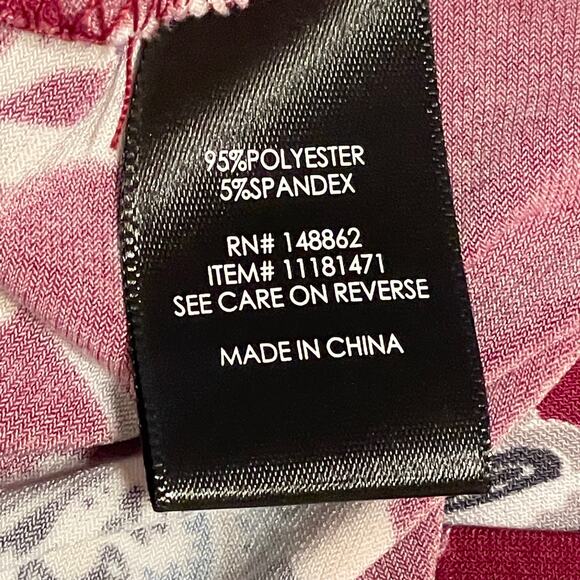 95%POLYESTER
5%SPANDEX
RN# 148862
ITEM# 11181471
SEE CARE ON REVERSE
MADE IN CHINA